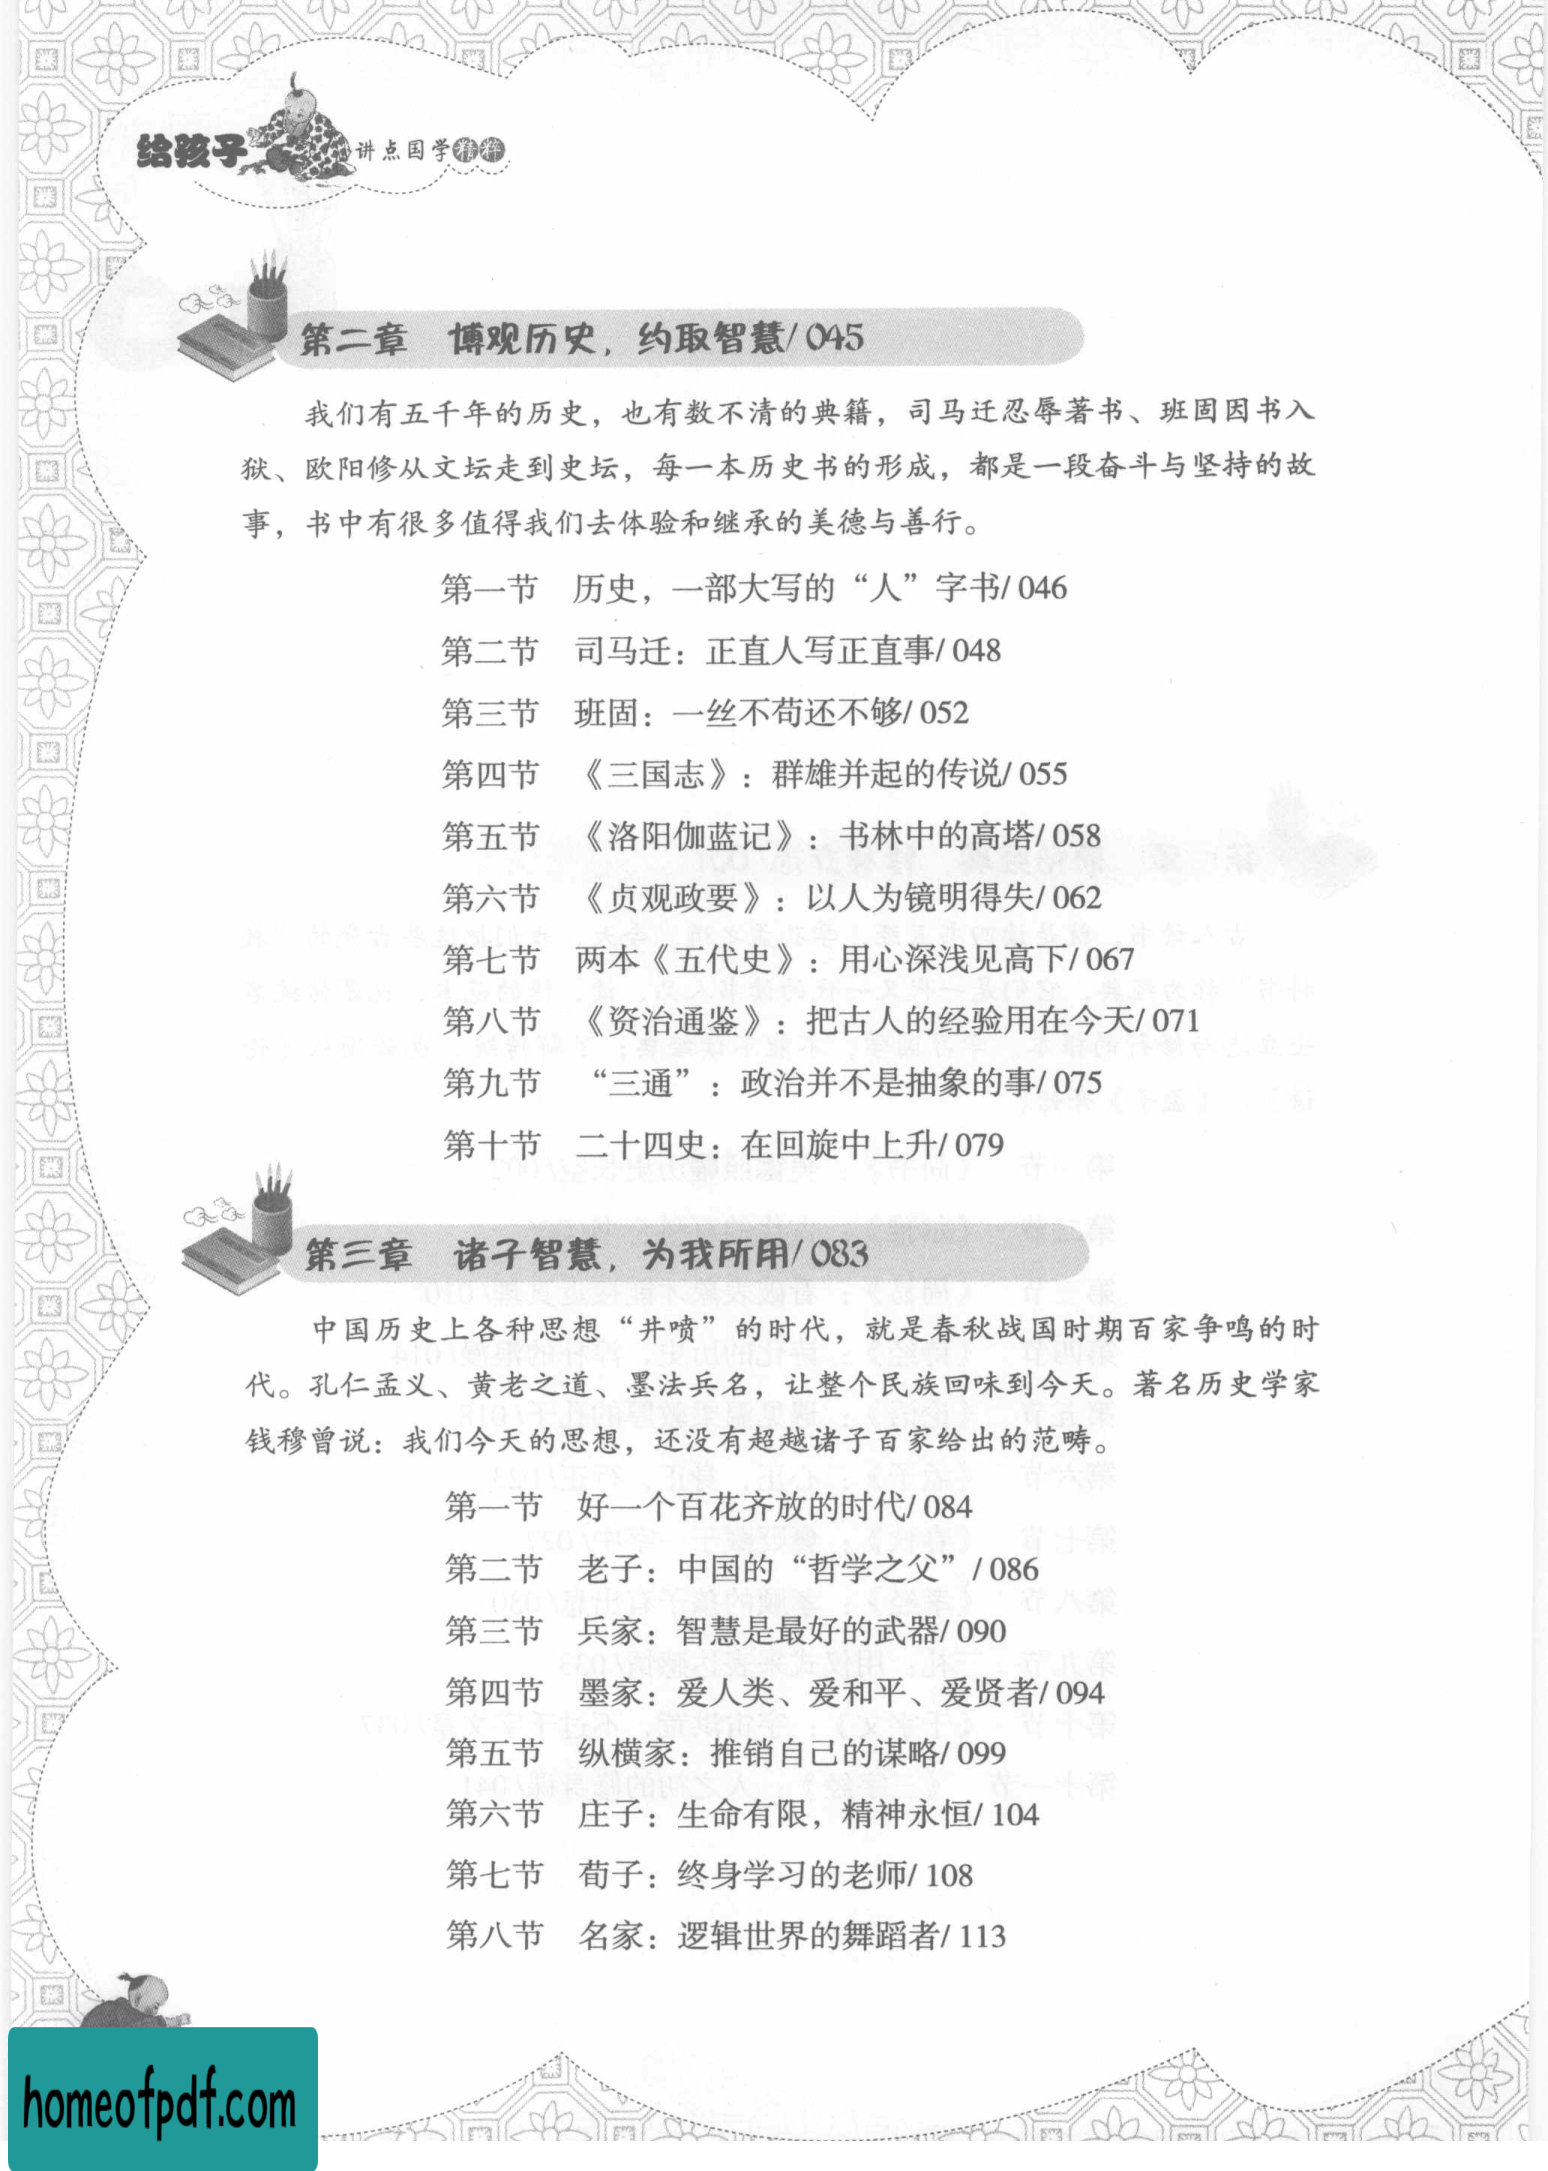 给孩子讲点国学精粹
第二章 博观历史，约取智慧/ 045
我们有五千年的历史，也有数不清的典籍，司马迁忍辱著书、班固因书入
狱、欧阳修从文坛走到史坛，每一本历史书的形成，都是一段奋斗与坚持的故
事，书中有很多值得我们去体验和继承的美德与善行。
第一节 历史，一部大写的“人”字书/ 046
第二节 司马迁：正直人写正直事/ 048
第三节 班固：一丝不苟还不够/ 052
第四节 《三国志》：群雄并起的传说/ 055
第五节 《洛阳伽蓝记》：书林中的高塔/ 058
第六节 《贞观政要》：以人为镜明得失/ 062
第七节 两本《五代史》：用心深浅见高下/ 067
第八节 《资治通鉴》：把古人的经验用在今天/ 071
第九节 “三通”：政治并不是抽象的事/ 075
第十节 二十四史：在回旋中上升/ 079
第三章 诸子智慧，为我所用/ 083
中国历史上各种思想“井喷”的时代，就是春秋战国时期百家争鸣的时
代。孔仁孟义、黄老之道、墨法兵名，让整个民族回味到今天。著名历史学家
钱穆曾说：我们今天的思想，还没有超越诸子百家给出的范畴。
第一节 好一个百花齐放的时代/ 084
第二节 老子：中国的“哲学之父”/ 086
第三节 兵家：智慧是最好的武器/ 090
第四节 墨家：爱人类、爱和平、爱贤者/ 094
第五节 纵横家：推销自己的谋略/ 099
第六节 庄子：生命有限，精神永恒/ 104
第七节 荀子：终身学习的老师/ 108
第八节 名家：逻辑世界的舞蹈者/ 113
homeofpdf.com